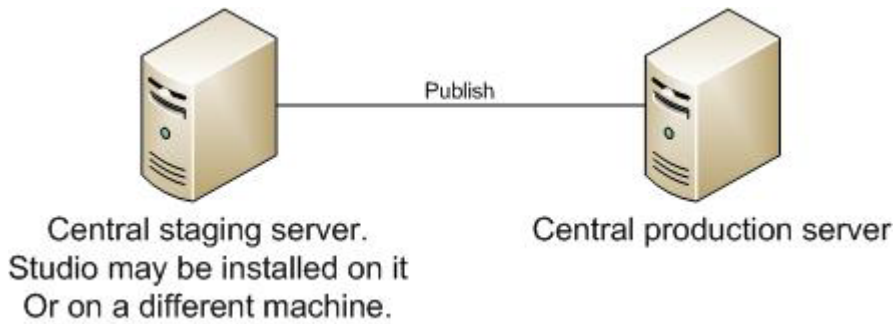 Publish
Central staging server.
Studio may be installed on it
Or on a different machine.
Central production server